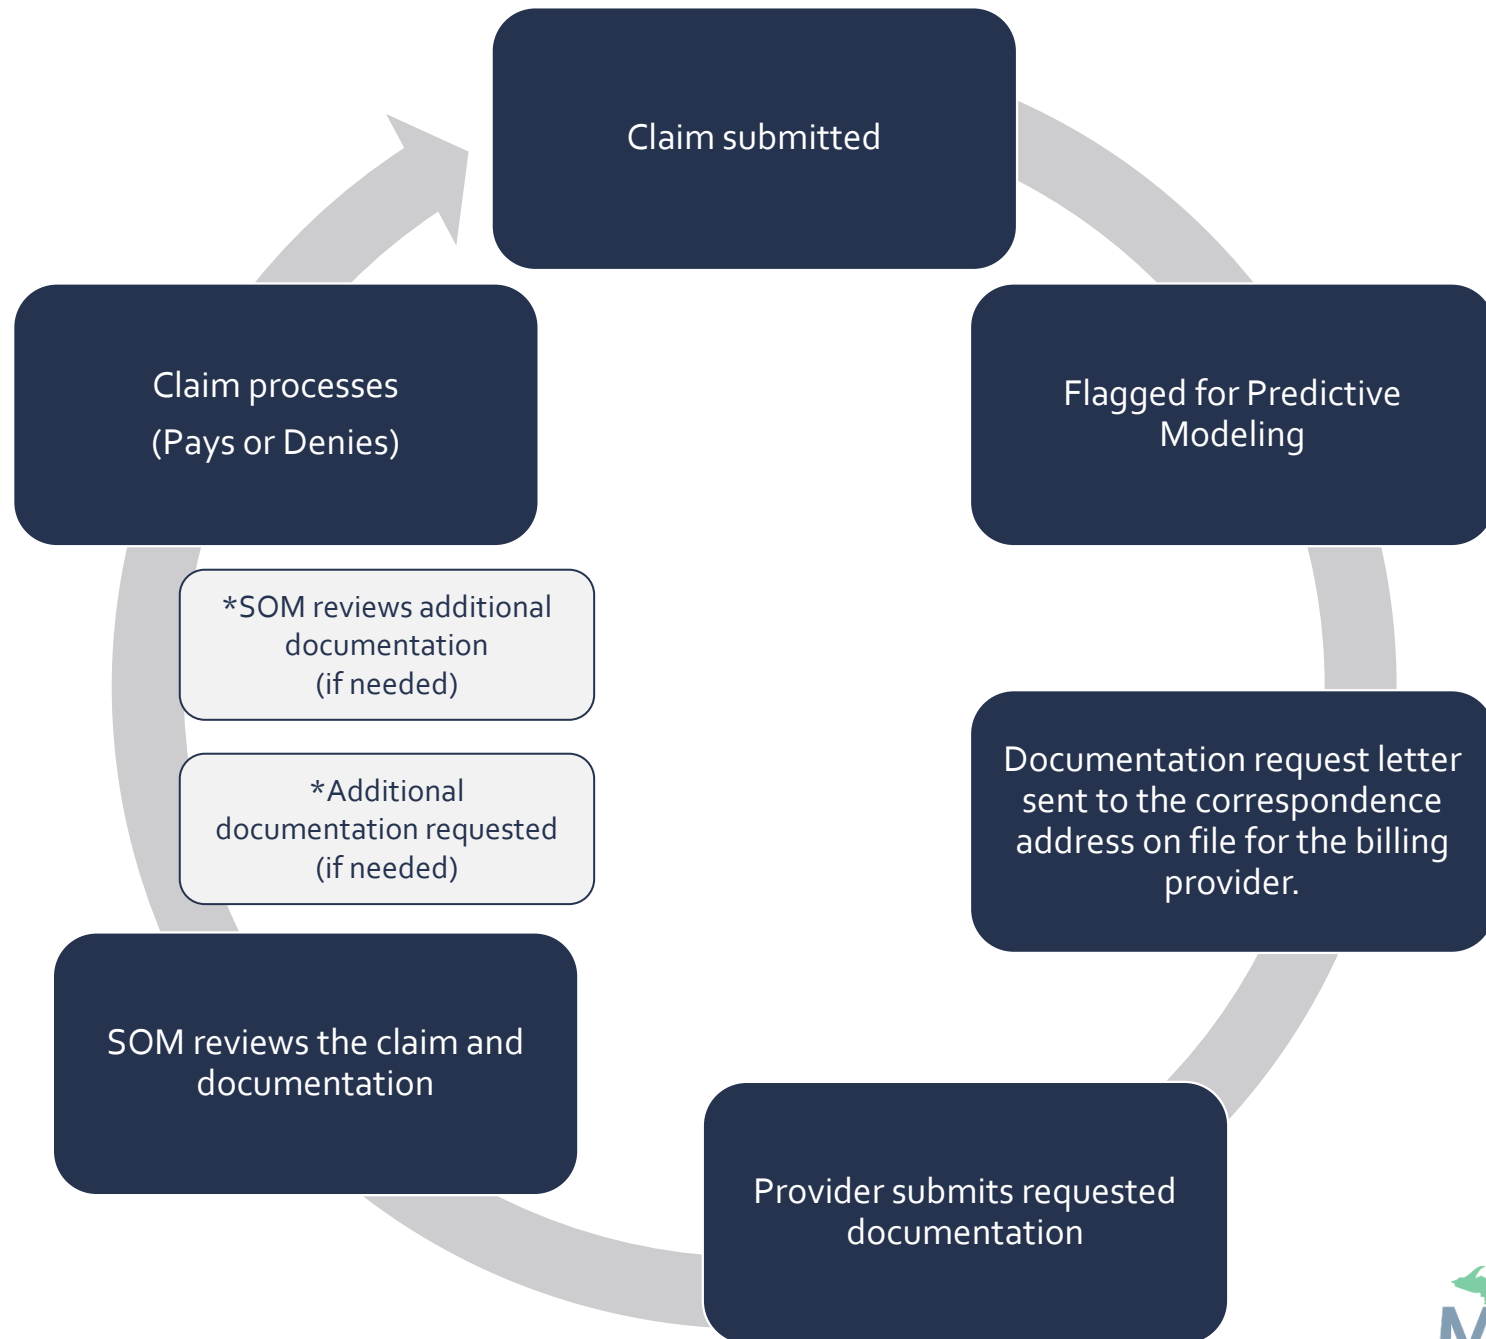 Claim submitted
Flagged for Predictive
Modeling
Documentation request letter
sent to the correspondence
address on file for the billing
provider.
Provider submits requested
documentation
SOM reviews the claim and
documentation
*Additional
documentation requested
(if needed)
*SOM reviews additional
documentation
(if needed)
Claim processes
(Pays or Denies)